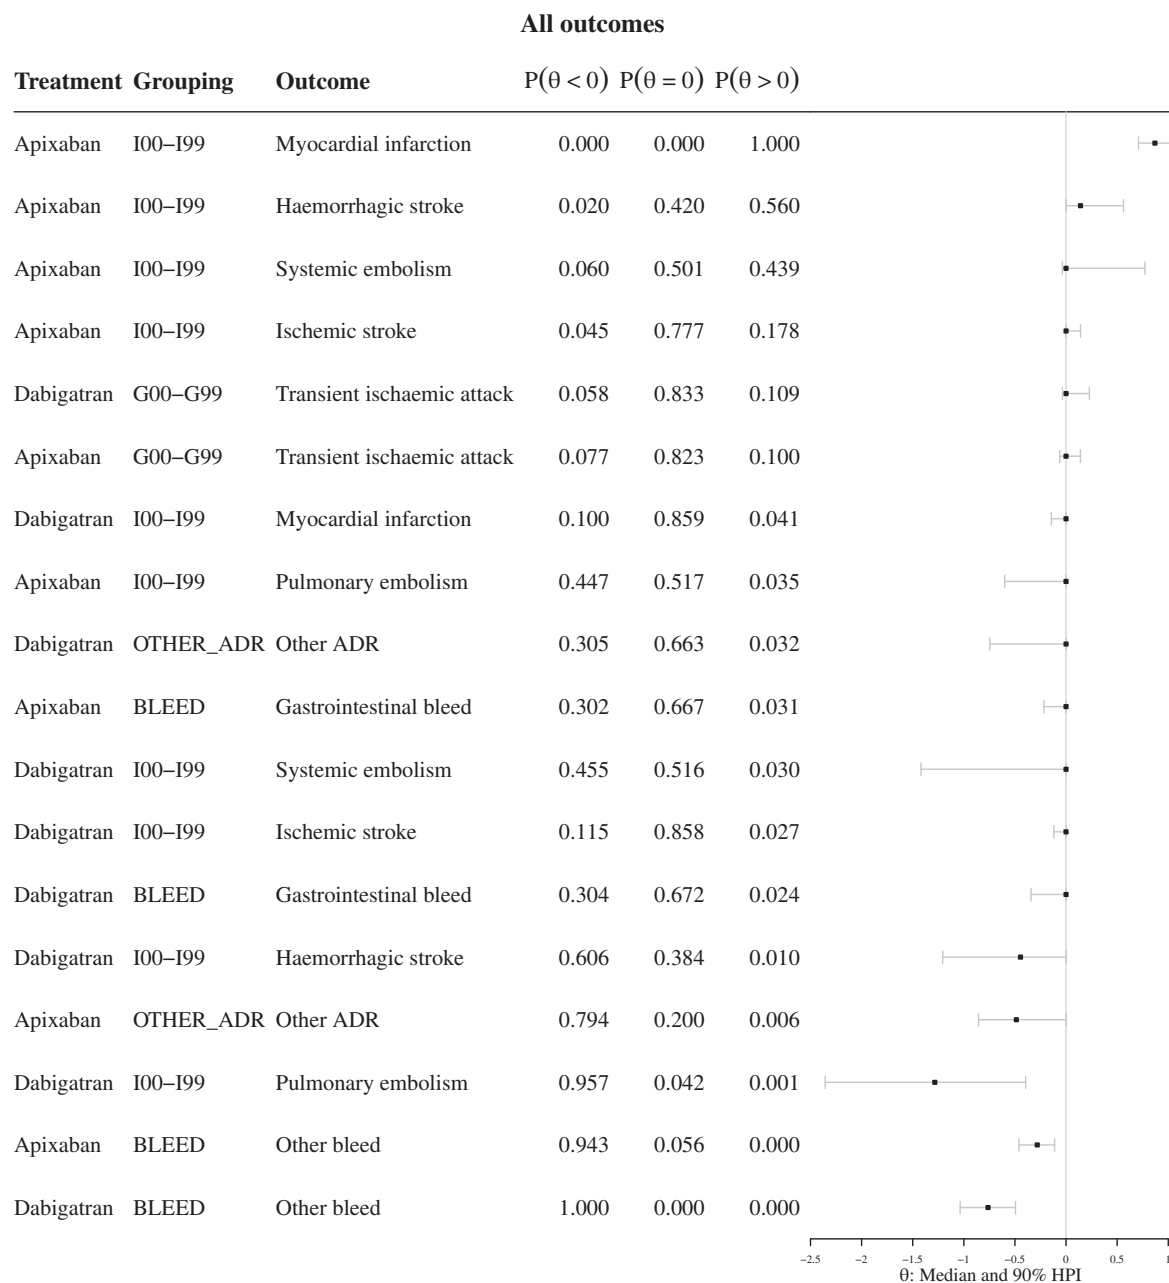 All outcomes
Treatment Grouping Outcome P(θ < 0) P(θ = 0) P(θ > 0)
Apixaban I00−I99 Myocardial infarction 0.000 0.000 1.000
Apixaban I00−I99 Haemorrhagic stroke 0.020 0.420 0.560
Apixaban I00−I99 Systemic embolism 0.060 0.501 0.439
Apixaban I00−I99 Ischemic stroke 0.045 0.777 0.178
Dabigatran G00−G99 Transient ischaemic attack 0.058 0.833 0.109
Apixaban G00−G99 Transient ischaemic attack 0.077 0.823 0.100
Dabigatran I00−I99 Myocardial infarction 0.100 0.859 0.041
Apixaban I00−I99 Pulmonary embolism 0.447 0.517 0.035
Dabigatran OTHER_ADR Other ADR 0.305 0.663 0.032
Apixaban BLEED Gastrointestinal bleed 0.302 0.667 0.031
Dabigatran I00−I99 Systemic embolism 0.455 0.516 0.030
Dabigatran I00−I99 Ischemic stroke 0.115 0.858 0.027
Dabigatran BLEED Gastrointestinal bleed 0.304 0.672 0.024
Dabigatran I00−I99 Haemorrhagic stroke 0.606 0.384 0.010
Apixaban OTHER_ADR Other ADR 0.794 0.200 0.006
Dabigatran I00−I99 Pulmonary embolism 0.957 0.042 0.001
Apixaban BLEED Other bleed 0.943 0.056 0.000
Dabigatran BLEED Other bleed 1.000 0.000 0.000
−2.5 −2 −1.5 −1 −0.5 0 0.5 1
θ: Median and 90% HPI